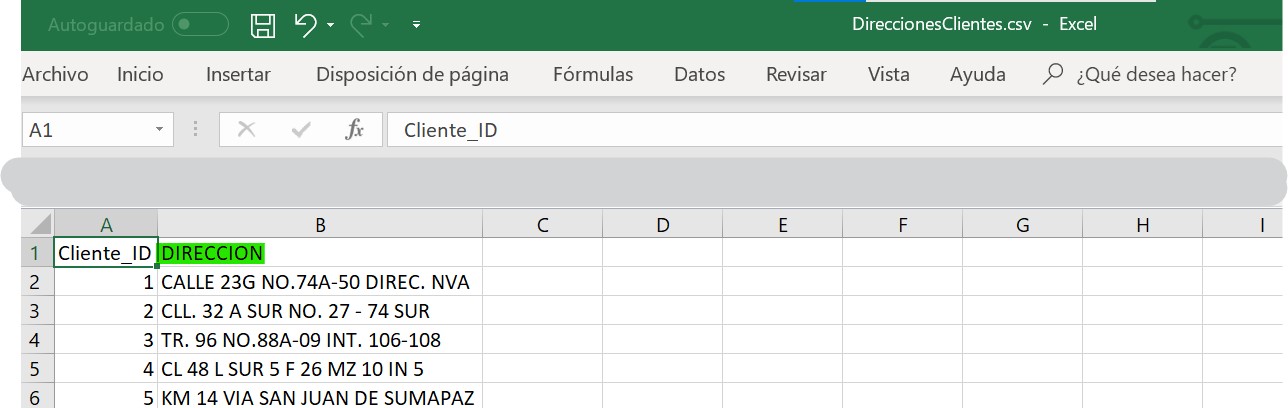 Autoguardado DireccionesClientes.csv - Excel
Archivo Inicio Insertar Disposición de página Fórmulas Datos Revisar Vista Ayuda ¿Qué desea hacer?
A1 fx Cliente_ID
A B C D E F G H I
1 Cliente_ID DIRECCION
2 1 CALLE 23G NO.74A-50 DIREC. NVA
3 2 CLL. 32 A SUR NO. 27 - 74 SUR
4 3 TR. 96 NO.88A-09 INT. 106-108
5 4 CL 48 L SUR 5 F 26 MZ 10 IN 5
6 5 KM 14 VIA SAN JUAN DE SUMAPAZ